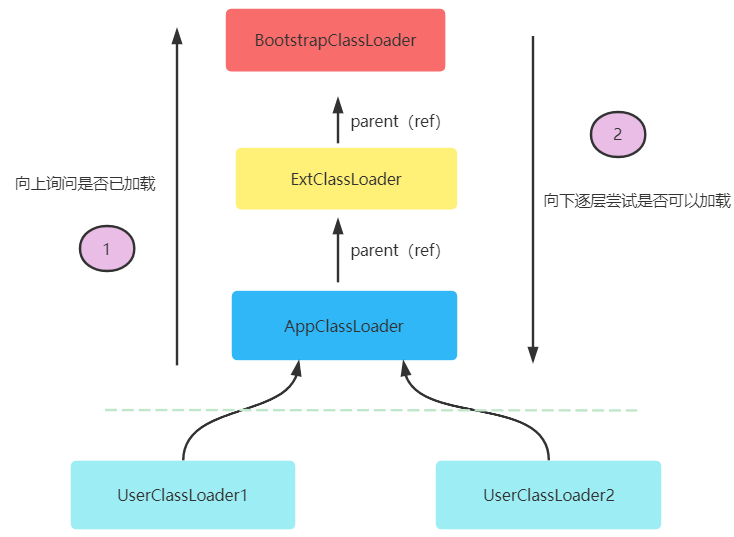 BootstrapClassLoader
parent（ref）
2
ExtClassLoader
向上询问是否已加载
向下逐层尝试是否可以加载
1
parent（ref）
AppClassLoader
UserClassLoader1
UserClassLoader2